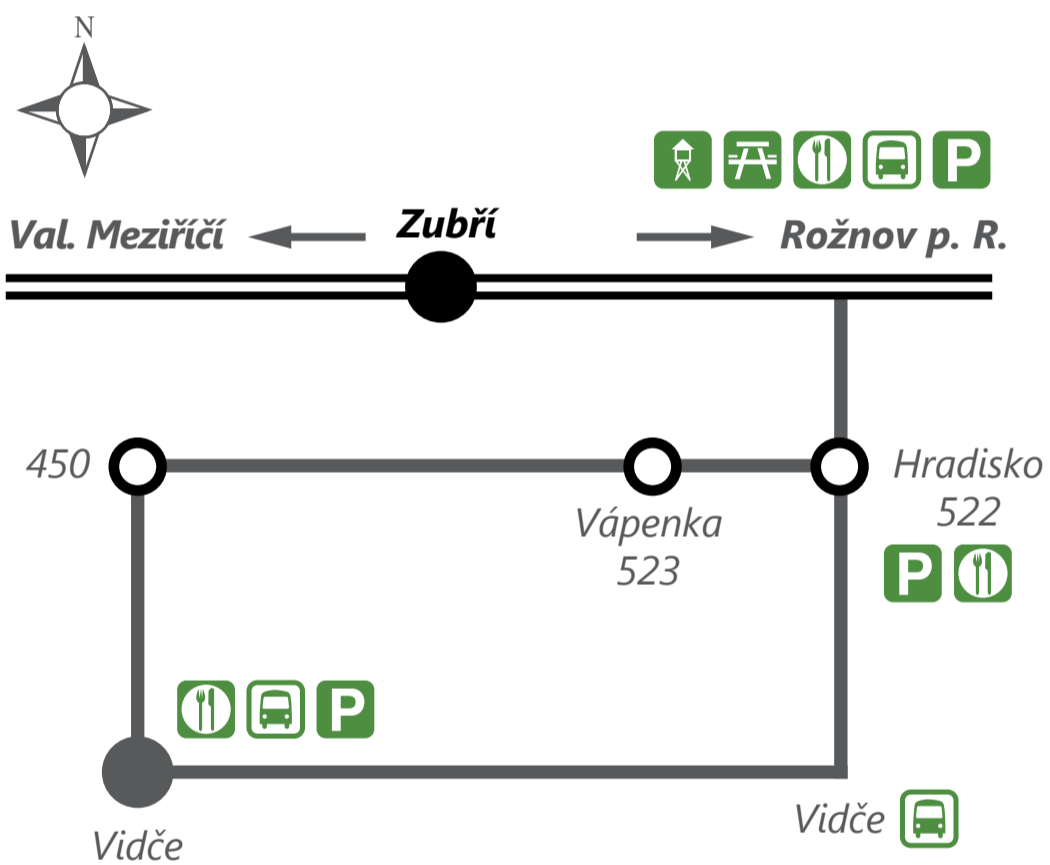 N
P
Val. Meziříčí
Zubří
Rožnov p. R.
450
Hradisko
522
Vápenka
523
P
P
Vidče
Vidče